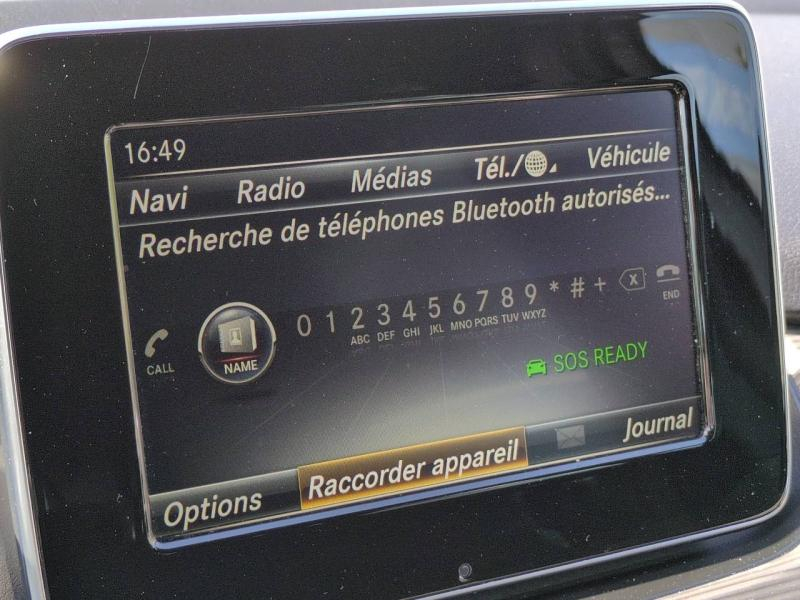 16:49
Navi Radio Médias Tél./ Véhicule
Recherche de téléphones Bluetooth autorisés...
CALL NAME 0 1 2 3 4 5 6 7 8 9 * # + X END
ABC DEF GHI JKL MNO PQRS TUV WXYZ
SOS READY
Options Raccorder appareil Journal